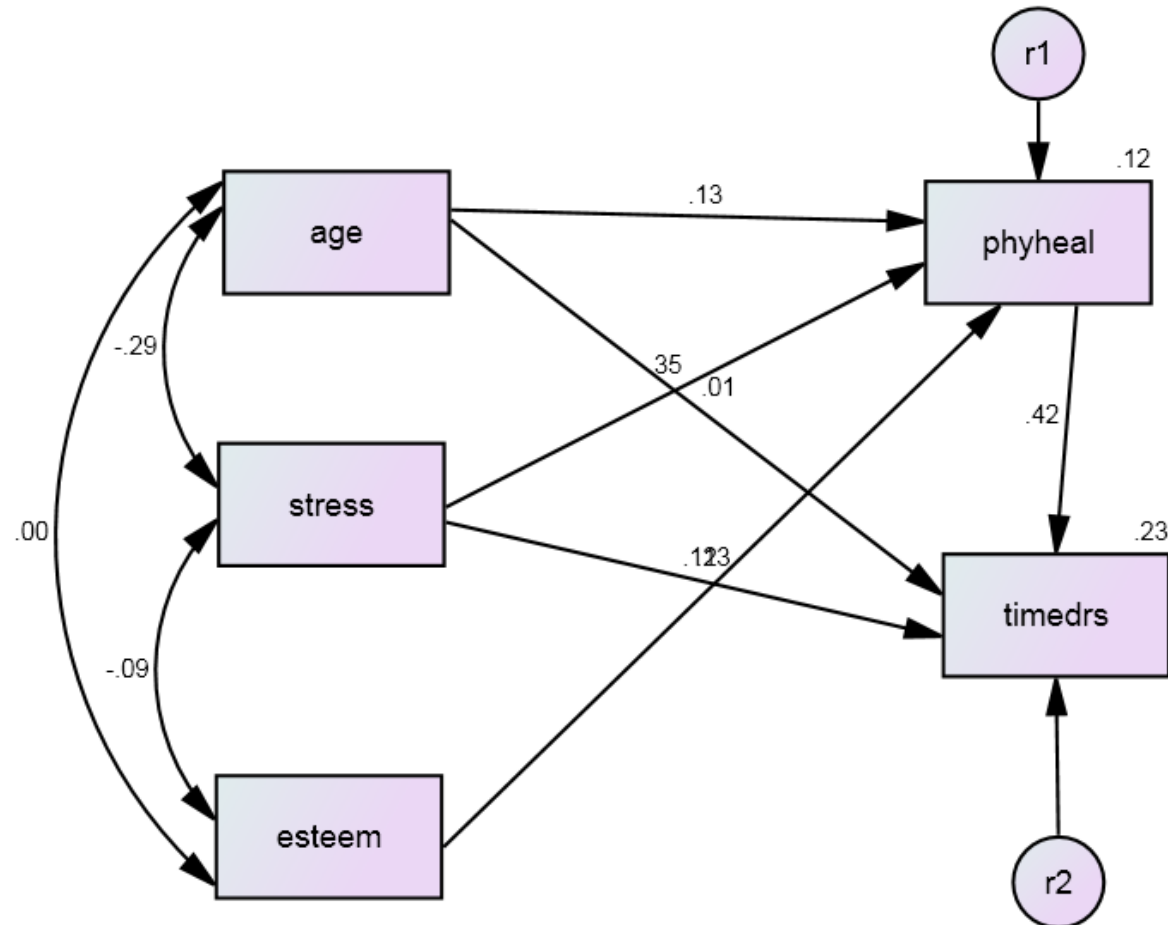 r1
.12
.13
age
phyheal
-.29
.35
.01
.42
stress
.00
.23
timedrs
-.09
esteem
r2